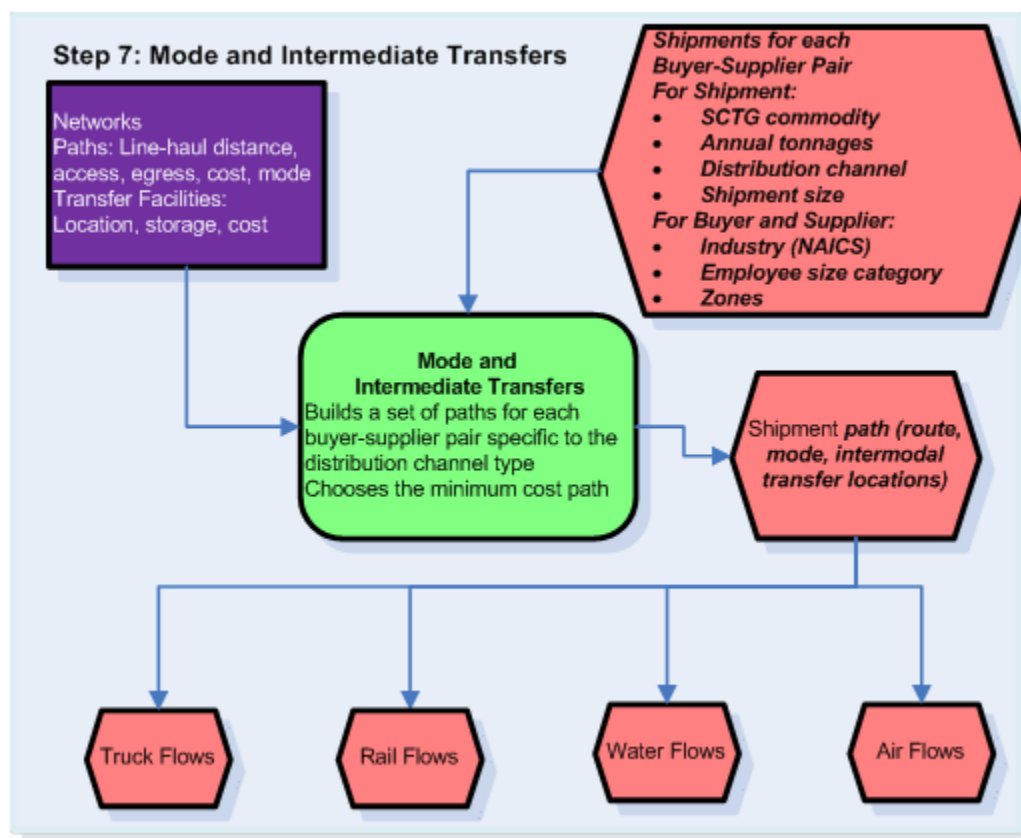 Step 7: Mode and Intermediate Transfers
Networks
Paths: Line-haul distance,
access, egress, cost, mode
Transfer Facilities:
Location, storage, cost
Shipments for each
Buyer-Supplier Pair
For Shipment:
• SCTG commodity
• Annual tonnages
• Distribution channel
• Shipment size
For Buyer and Supplier:
• Industry (NAICS)
• Employee size category
• Zones
Mode and
Intermediate Transfers
Builds a set of paths for each
buyer-supplier pair specific to the
distribution channel type
Chooses the minimum cost path
Shipment path (route,
mode, intermodal
transfer locations)
Truck Flows
Rail Flows
Water Flows
Air Flows